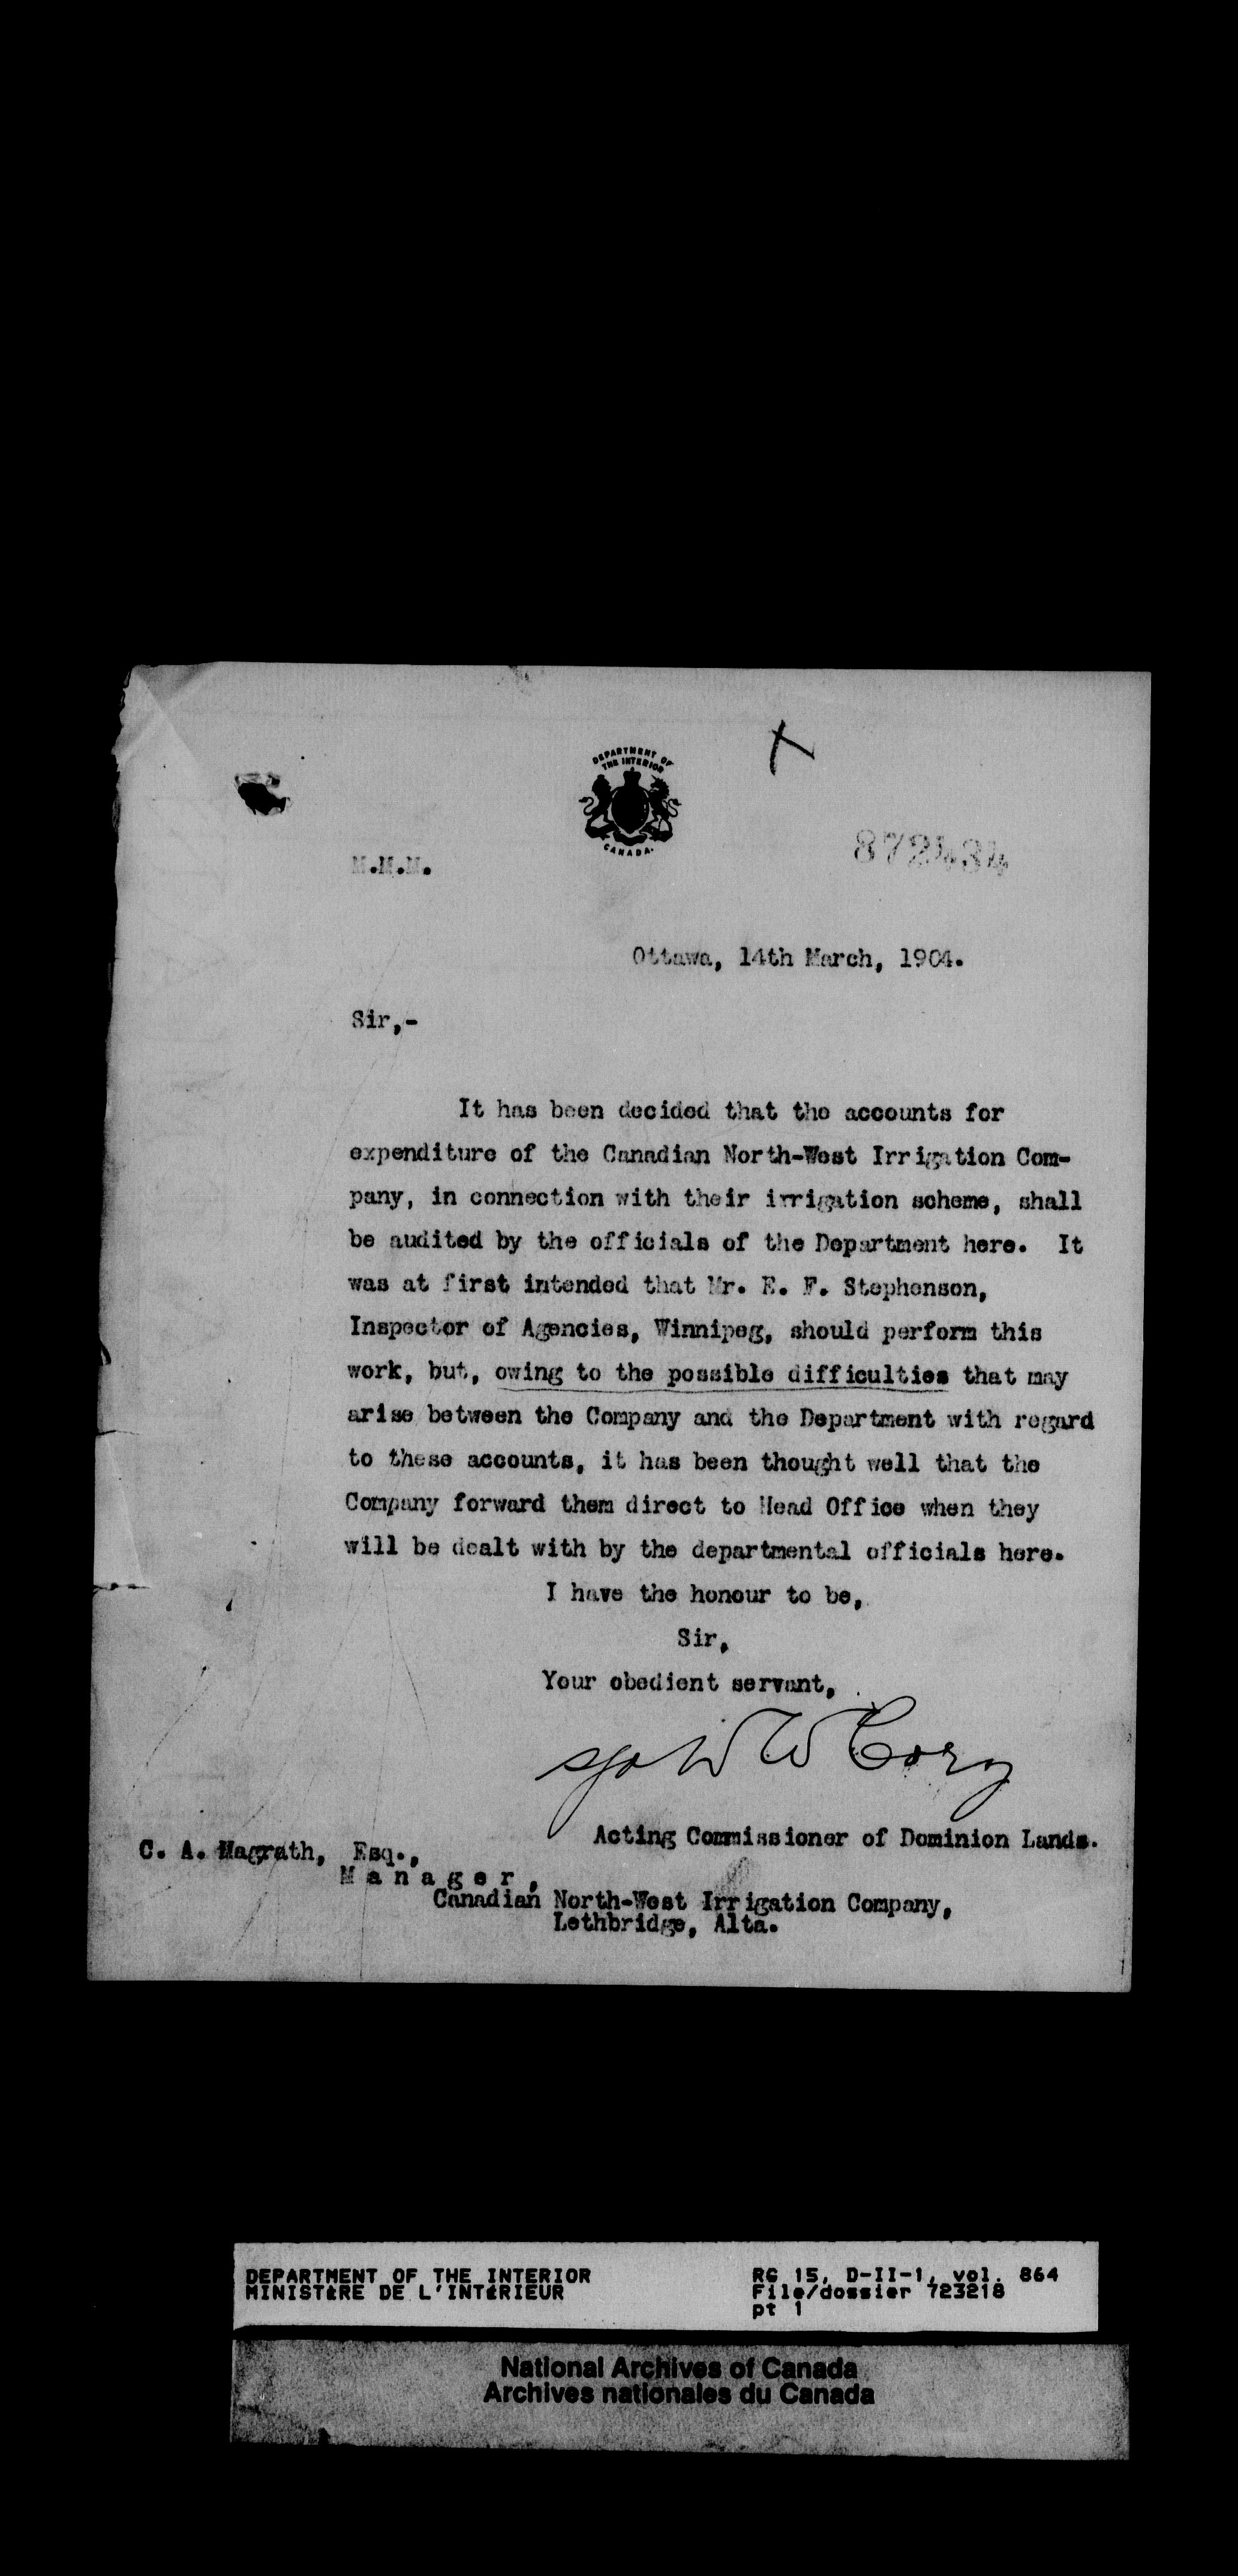 DEPARTMENT OF
THE INTERIOR
CANADA.
872434
M.M.M.
Ottawa, 14th March, 1904.
Sir,-
It has been decided that the accounts for
expenditure of the Canadian North-West Irrigation Com-
pany, in connection with their irrigation scheme, shall
be audited by the officials of the Department here. It
was at first intended that Mr. E. F. Stephenson,
Inspector of Agencies, Winnipeg, should perform this
work, but, owing to the possible difficulties that may
arise between the Company and the Department with regard
to these accounts, it has been thought well that the
Company forward them direct to Head Office when they
will be dealt with by the departmental officials here.
I have the honour to be,
Sir,
Your obedient servant,
W W Cory
Acting Commissioner of Dominion Lands.
C. A. Magrath, Esq.,
Manager,
Canadian North-West Irrigation Company,
Lethbridge, Alta.
DEPARTMENT OF THE INTERIOR
MINISTÈRE DE L'INTÉRIEUR
RG 15, D-II-1, vol. 864
File/dossier 723218
pt 1
National Archives of Canada
Archives nationales du Canada